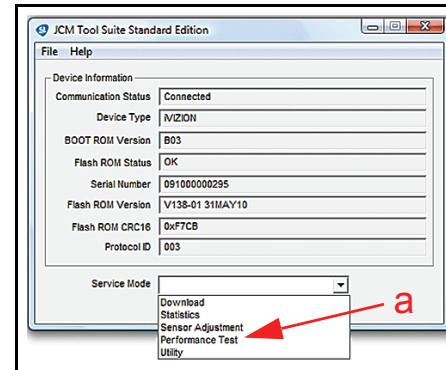 JCM Tool Suite Standard Edition
File Help
Device Information
Communication Status Connected
Device Type iVIZION
BOOT ROM Version B03
Flash ROM Status OK
Serial Number 091000000295
Flash ROM Version V138-01 31MAY10
Flash ROM CRC16 0xF7CB
Protocol ID 003
Service Mode
Download
Statistics
Sensor Adjustment
Performance Test
Utility
a